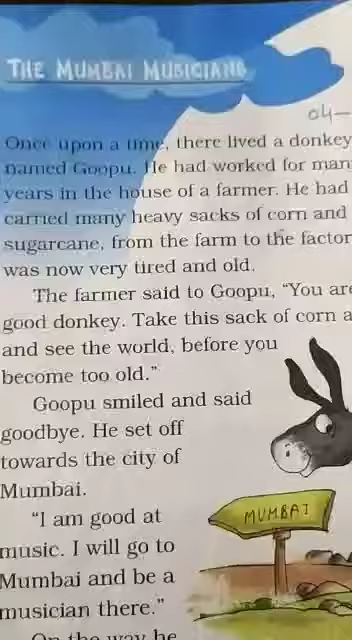 THE MUMBAI MUSICIANS
04-
Once upon a time, there lived a donkey
named Goopu. He had worked for man
years in the house of a farmer. He had
carried many heavy sacks of corn and
sugarcane, from the farm to the factor
was now very tired and old.
The farmer said to Goopu, “You are
good donkey. Take this sack of corn a
and see the world, before you
become too old.”
Goopu smiled and said
goodbye. He set off
towards the city of
Mumbai.
“I am good at
music. I will go to
Mumbai and be a
musician there.”
On the way he
MUMBAI